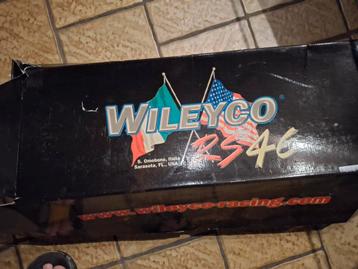 WILEYCO®
RS46
S. Omobono, Italia
Sarasota, FL., USA
www.wileyco-racing.com